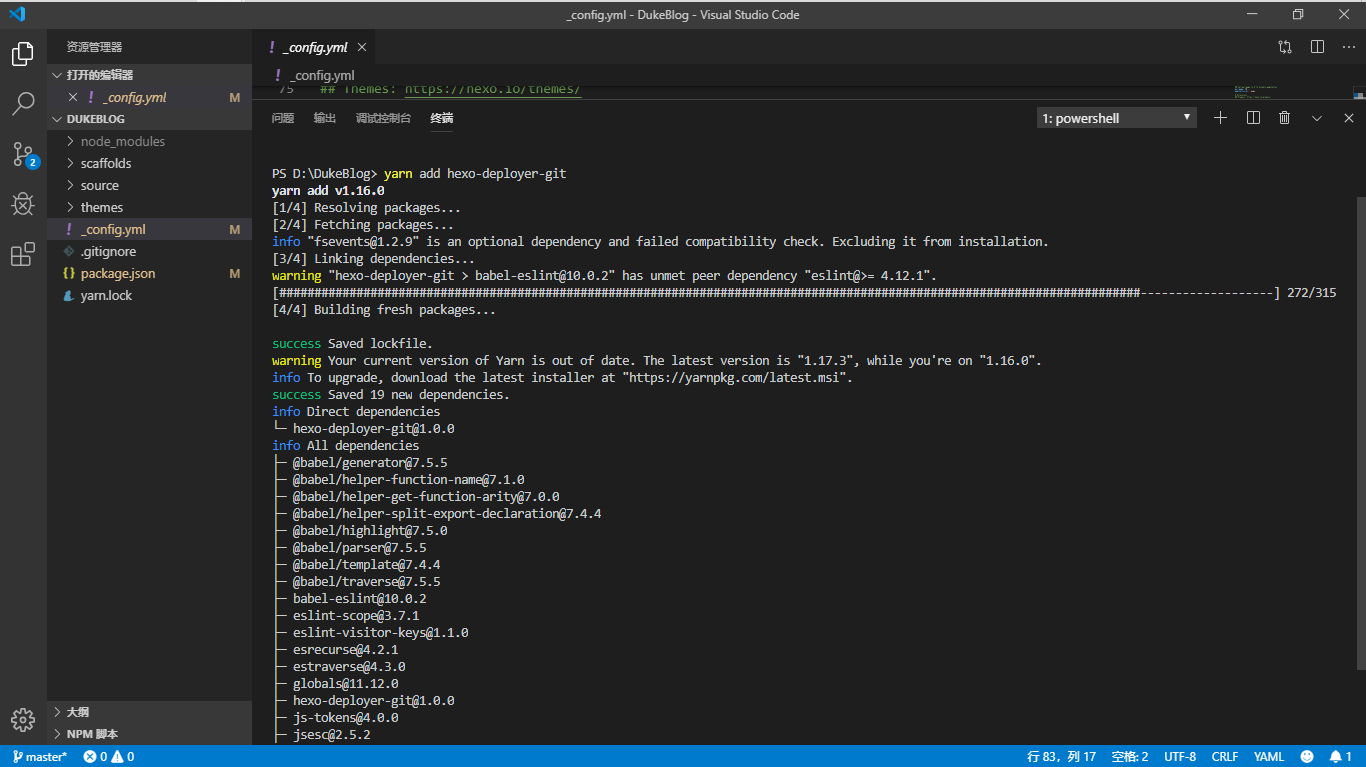 _config.yml - DukeBlog - Visual Studio Code
资源管理器
打开的编辑器
_config.yml M
DUKEBLOG
node_modules
scaffolds
source
themes
_config.yml M
.gitignore
package.json M
yarn.lock
大纲
NPM 脚本
2
_config.yml
_config.yml
75 ## Themes: https://hexo.io/themes/
问题 输出 调试控制台 终端 1: powershell
PS D:\DukeBlog> yarn add hexo-deployer-git
yarn add v1.16.0
[1/4] Resolving packages...
[2/4] Fetching packages...
info "fsevents@1.2.9" is an optional dependency and failed compatibility check. Excluding it from installation.
[3/4] Linking dependencies...
warning "hexo-deployer-git > babel-eslint@10.0.2" has unmet peer dependency "eslint@>= 4.12.1".
[###########################################################################################################################-------------------] 272/315
[4/4] Building fresh packages...
success Saved lockfile.
warning Your current version of Yarn is out of date. The latest version is "1.17.3", while you're on "1.16.0".
info To upgrade, download the latest installer at "https://yarnpkg.com/latest.msi".
success Saved 19 new dependencies.
info Direct dependencies
└─ hexo-deployer-git@1.0.0
info All dependencies
├─ @babel/generator@7.5.5
├─ @babel/helper-function-name@7.1.0
├─ @babel/helper-get-function-arity@7.0.0
├─ @babel/helper-split-export-declaration@7.4.4
├─ @babel/highlight@7.5.0
├─ @babel/parser@7.5.5
├─ @babel/template@7.4.4
├─ @babel/traverse@7.5.5
├─ babel-eslint@10.0.2
├─ eslint-scope@3.7.1
├─ eslint-visitor-keys@1.1.0
├─ esrecurse@4.2.1
├─ estraverse@4.3.0
├─ globals@11.12.0
├─ hexo-deployer-git@1.0.0
├─ js-tokens@4.0.0
├─ jsesc@2.5.2
master* 0 0 行 83，列 17 空格: 2 UTF-8 CRLF YAML 1